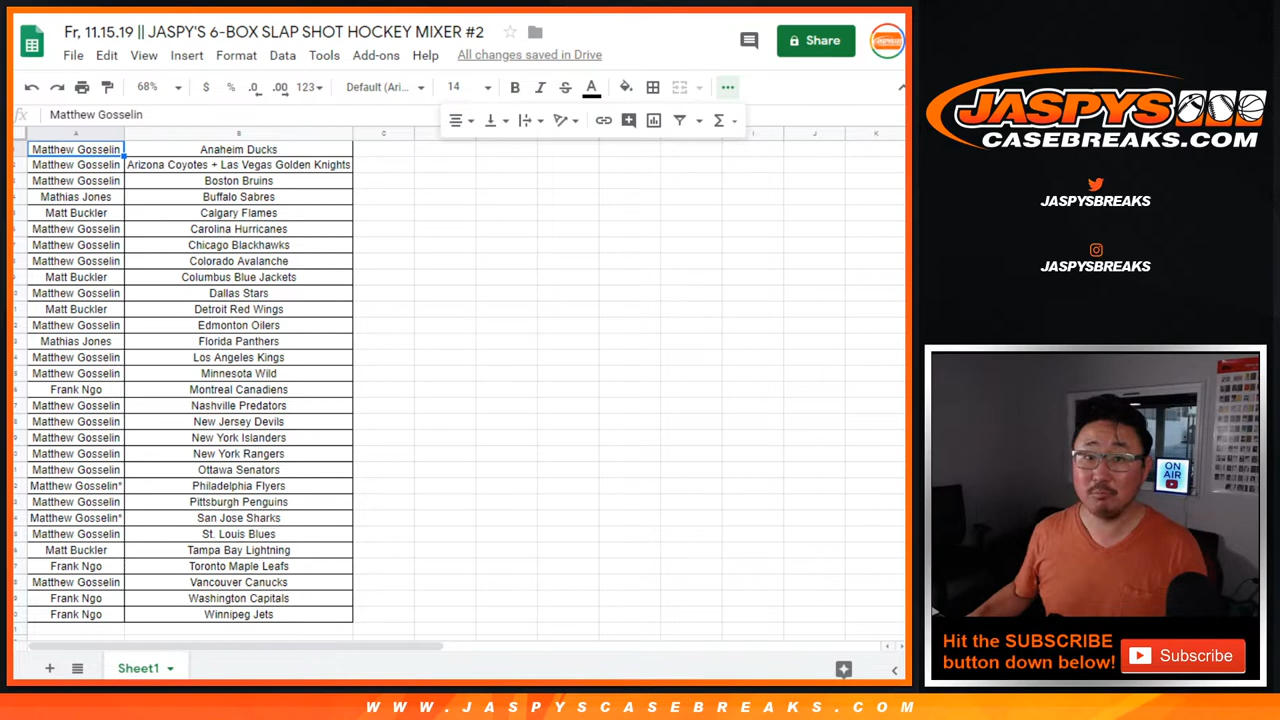 Fr, 11.15.19 || JASPY'S 6-BOX SLAP SHOT HOCKEY MIXER #2
File Edit View Insert Format Data Tools Add-ons Help All changes saved in Drive
Share
68% $ % .0 .00 123 Default (Ari... 14 B I S A
Matthew Gosselin
A B C I J K
Matthew Gosselin Anaheim Ducks
Matthew Gosselin Arizona Coyotes + Las Vegas Golden Knights
Matthew Gosselin Boston Bruins
Mathias Jones Buffalo Sabres
Matt Buckler Calgary Flames
Matthew Gosselin Carolina Hurricanes
Matthew Gosselin Chicago Blackhawks
Matthew Gosselin Colorado Avalanche
Matt Buckler Columbus Blue Jackets
Matthew Gosselin Dallas Stars
Matt Buckler Detroit Red Wings
Matthew Gosselin Edmonton Oilers
Mathias Jones Florida Panthers
Matthew Gosselin Los Angeles Kings
Matthew Gosselin Minnesota Wild
Frank Ngo Montreal Canadiens
Matthew Gosselin Nashville Predators
Matthew Gosselin New Jersey Devils
Matthew Gosselin New York Islanders
Matthew Gosselin New York Rangers
Matthew Gosselin Ottawa Senators
Matthew Gosselin* Philadelphia Flyers
Matthew Gosselin Pittsburgh Penguins
Matthew Gosselin* San Jose Sharks
Matthew Gosselin St. Louis Blues
Matt Buckler Tampa Bay Lightning
Frank Ngo Toronto Maple Leafs
Matthew Gosselin Vancouver Canucks
Frank Ngo Washington Capitals
Frank Ngo Winnipeg Jets
Sheet1
JASPYS
CASEBREAKS.COM
JASPYSBREAKS
JASPYSBREAKS
ON
AIR
Hit the SUBSCRIBE
button down below!
Subscribe
WWW.JASPYSCASEBREAKS.COM